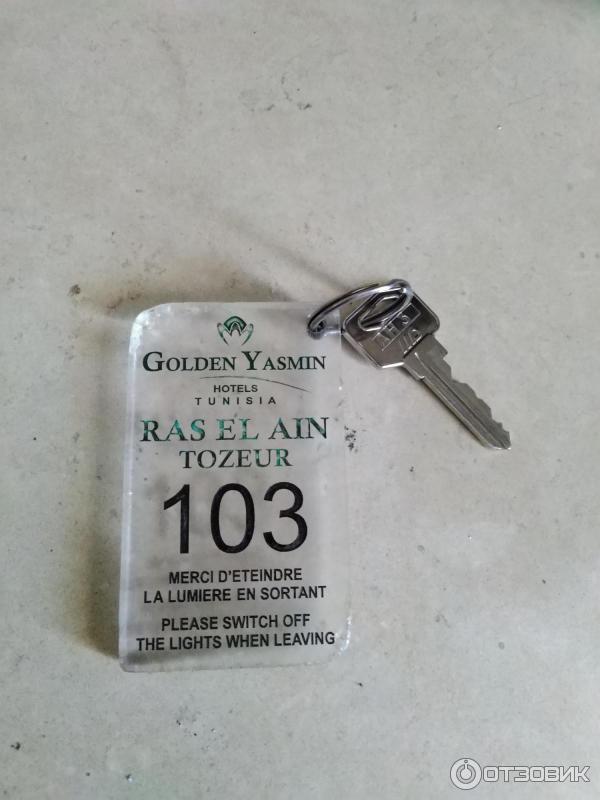 GOLDEN YASMIN
HOTELS
TUNISIA
RAS EL AIN
TOZEUR
103
MERCI D'ETEINDRE
LA LUMIERE EN SORTANT
PLEASE SWITCH OFF
THE LIGHTS WHEN LEAVING
ОТЗОВИК